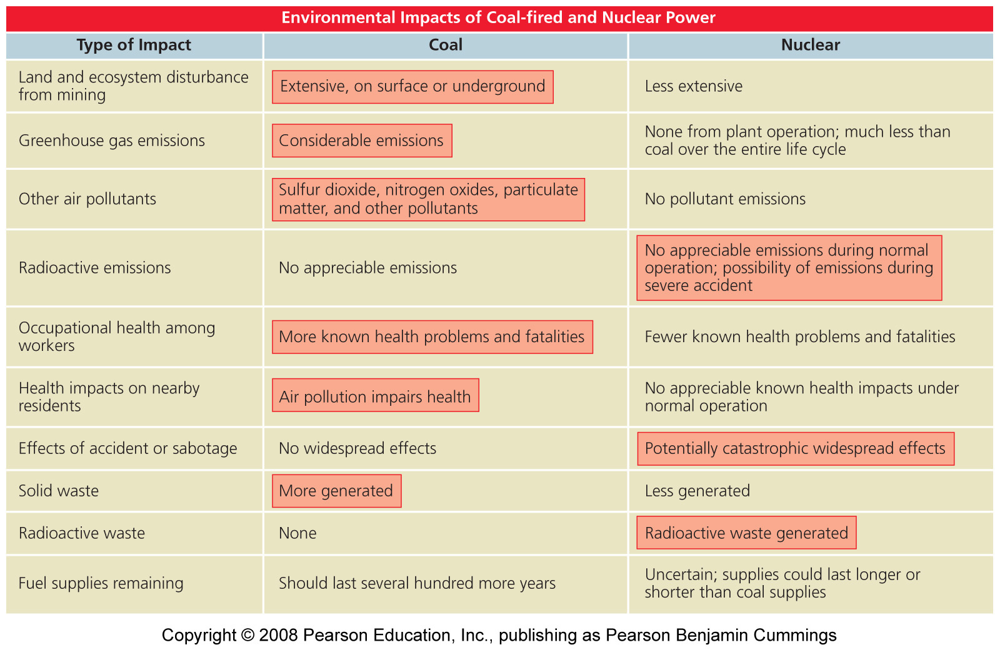 Environmental Impacts of Coal-fired and Nuclear Power
Type of Impact
Coal
Nuclear
Land and ecosystem disturbance
from mining
Extensive, on surface or underground
Less extensive
Greenhouse gas emissions
Considerable emissions
None from plant operation; much less than
coal over the entire life cycle
Other air pollutants
Sulfur dioxide, nitrogen oxides, particulate
matter, and other pollutants
No pollutant emissions
Radioactive emissions
No appreciable emissions
No appreciable emissions during normal
operation; possibility of emissions during
severe accident
Occupational health among
workers
More known health problems and fatalities
Fewer known health problems and fatalities
Health impacts on nearby
residents
Air pollution impairs health
No appreciable known health impacts under
normal operation
Effects of accident or sabotage
No widespread effects
Potentially catastrophic widespread effects
Solid waste
More generated
Less generated
Radioactive waste
None
Radioactive waste generated
Fuel supplies remaining
Should last several hundred more years
Uncertain; supplies could last longer or
shorter than coal supplies
Copyright © 2008 Pearson Education, Inc., publishing as Pearson Benjamin Cummings